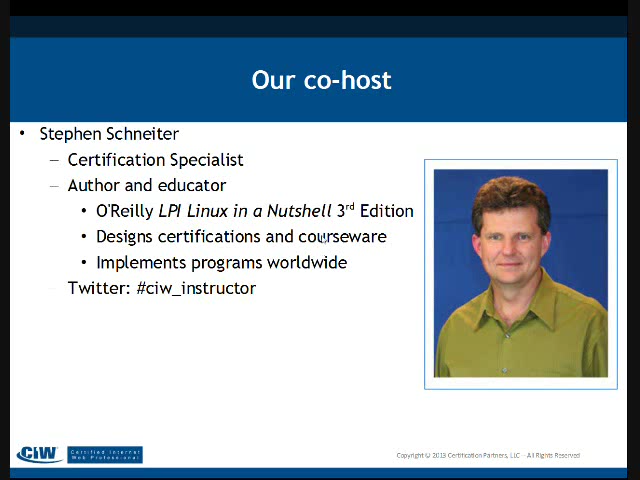 Our co-host
• Stephen Schneiter
– Certification Specialist
– Author and educator
• O'Reilly LPI Linux in a Nutshell 3rd Edition
• Designs certifications and courseware
• Implements programs worldwide
– Twitter: #ciw_instructor
CIW
Certified Internet
Web Professional
Copyright © 2013 Certification Partners, LLC – All Rights Reserved